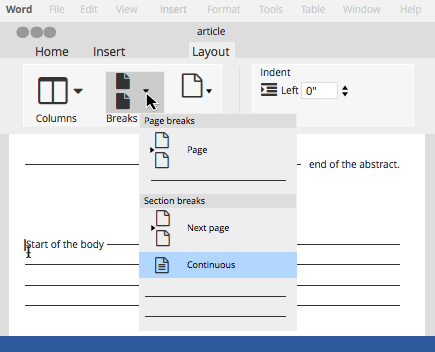 Word File Edit View Insert Format Tools Table Window Help
article
Home Insert Layout
Columns
Breaks
Indent
Left 0"
Page breaks
Page
end of the abstract.
Section breaks
Next page
Start of the body
Continuous